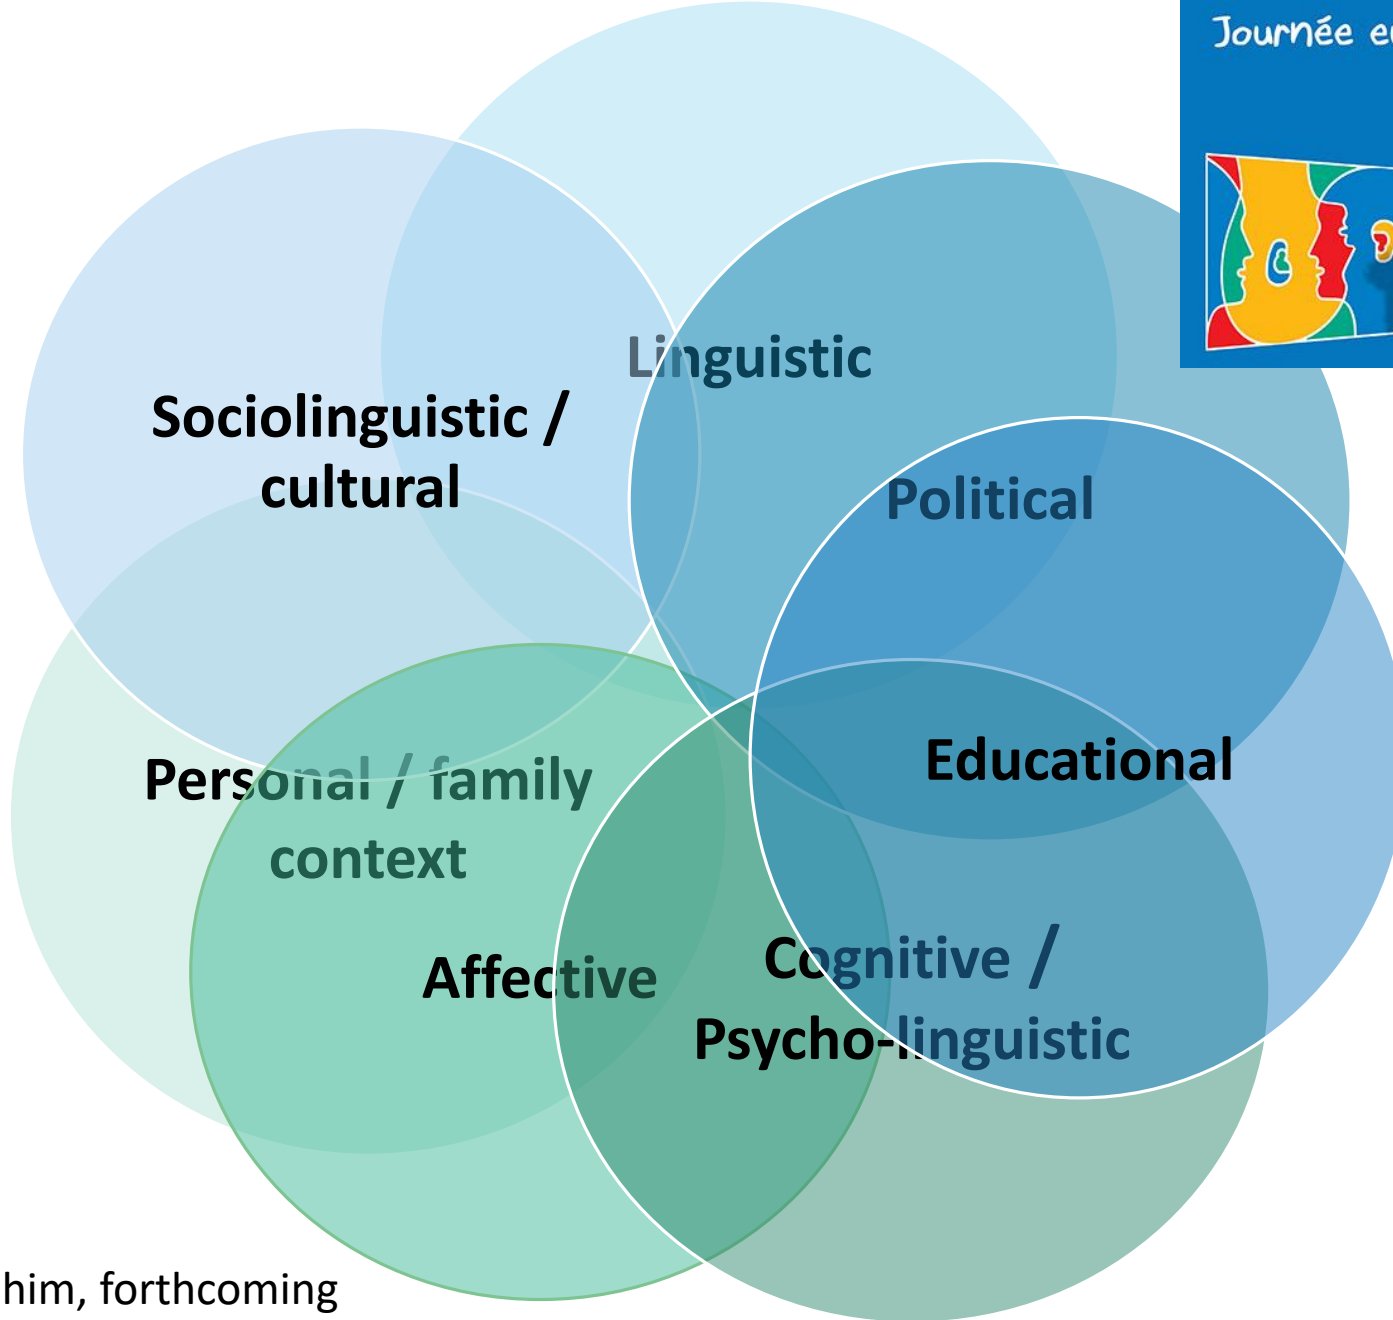 Journée
Linguistic
Sociolinguistic /
cultural
Political
Educational
Personal / family
context
Affective
Cognitive /
Psycho-linguistic
him, forthcoming